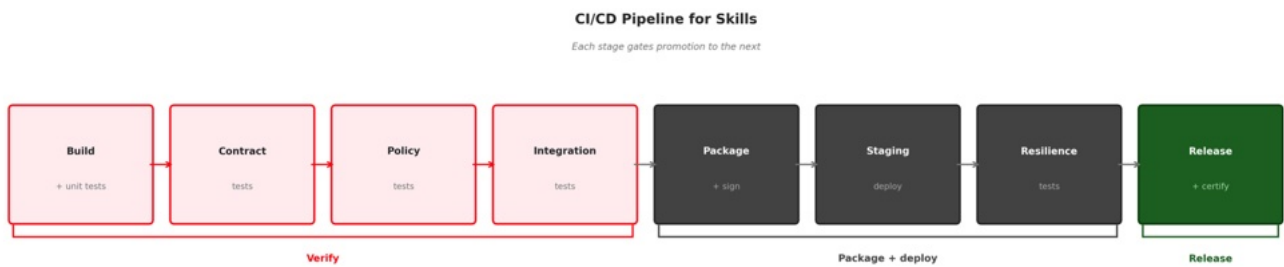 CI/CD Pipeline for Skills
Each stage gates promotion to the next
Build
+ unit tests
Contract
tests
Policy
tests
Integration
tests
Package
+ sign
Staging
deploy
Resilience
tests
Release
+ certify
Verify
Package + deploy
Release